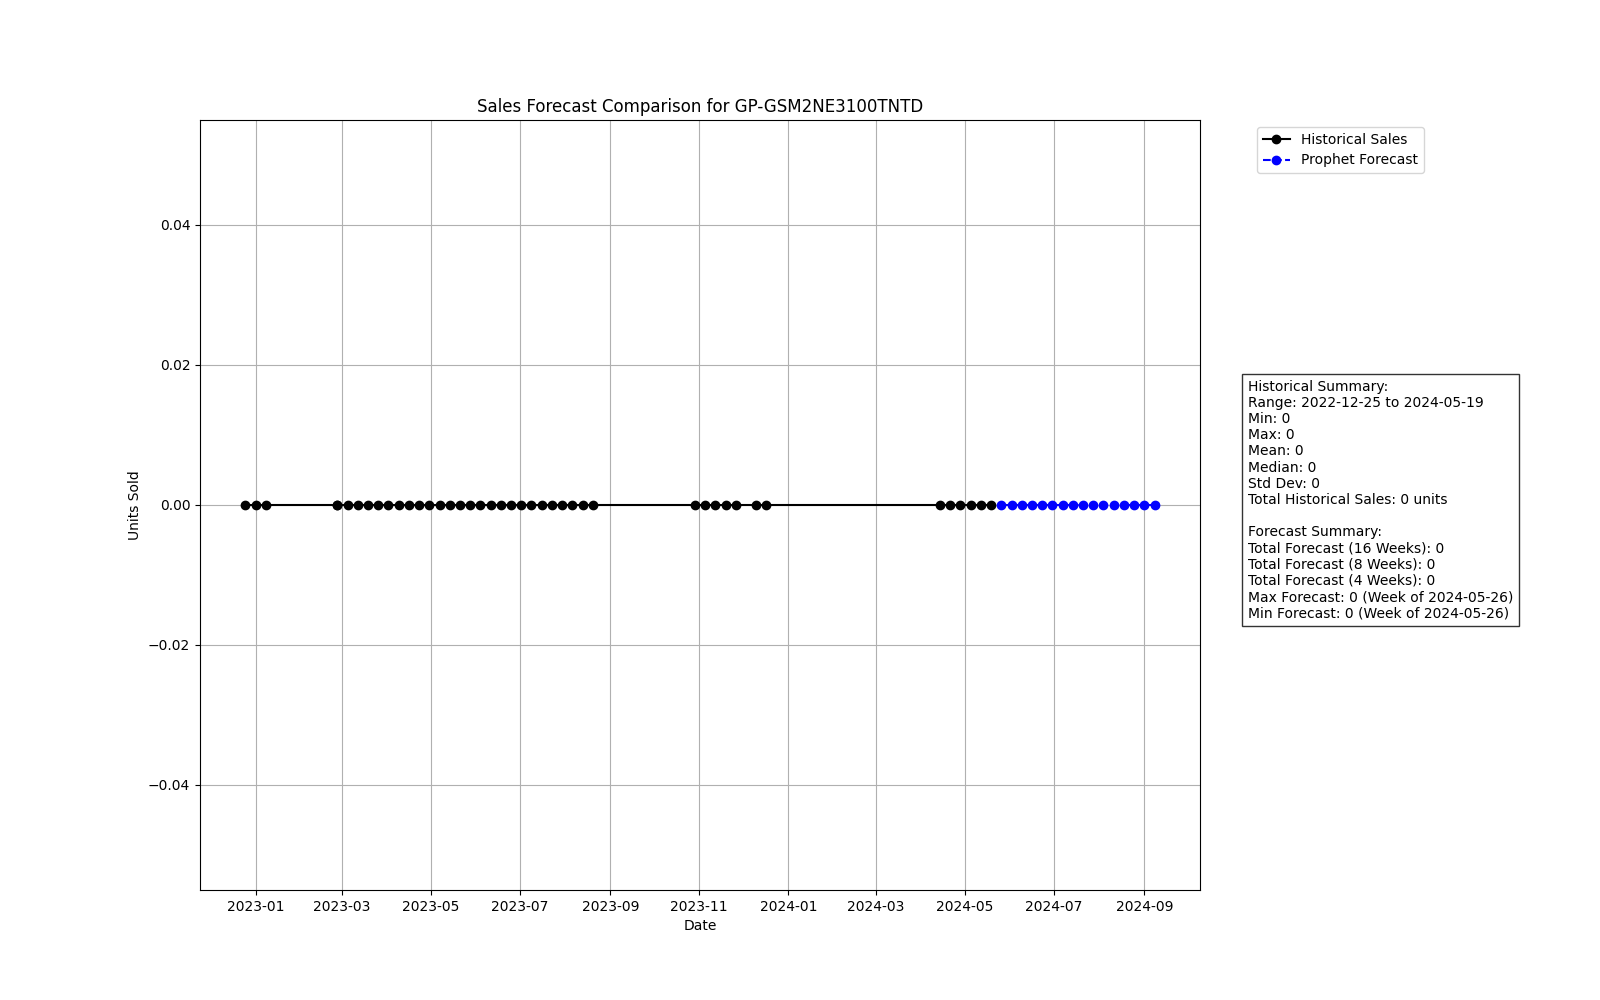 Sales Forecast Comparison for GP-GSM2NE3100TNTD
Historical Sales
Prophet Forecast
0.04
0.02
0.00
−0.02
−0.04
Units Sold
2023-01 2023-03 2023-05 2023-07 2023-09 2023-11 2024-01 2024-03 2024-05 2024-07 2024-09
Date
Historical Summary:
Range: 2022-12-25 to 2024-05-19
Min: 0
Max: 0
Mean: 0
Median: 0
Std Dev: 0
Total Historical Sales: 0 units
Forecast Summary:
Total Forecast (16 Weeks): 0
Total Forecast (8 Weeks): 0
Total Forecast (4 Weeks): 0
Max Forecast: 0 (Week of 2024-05-26)
Min Forecast: 0 (Week of 2024-05-26)